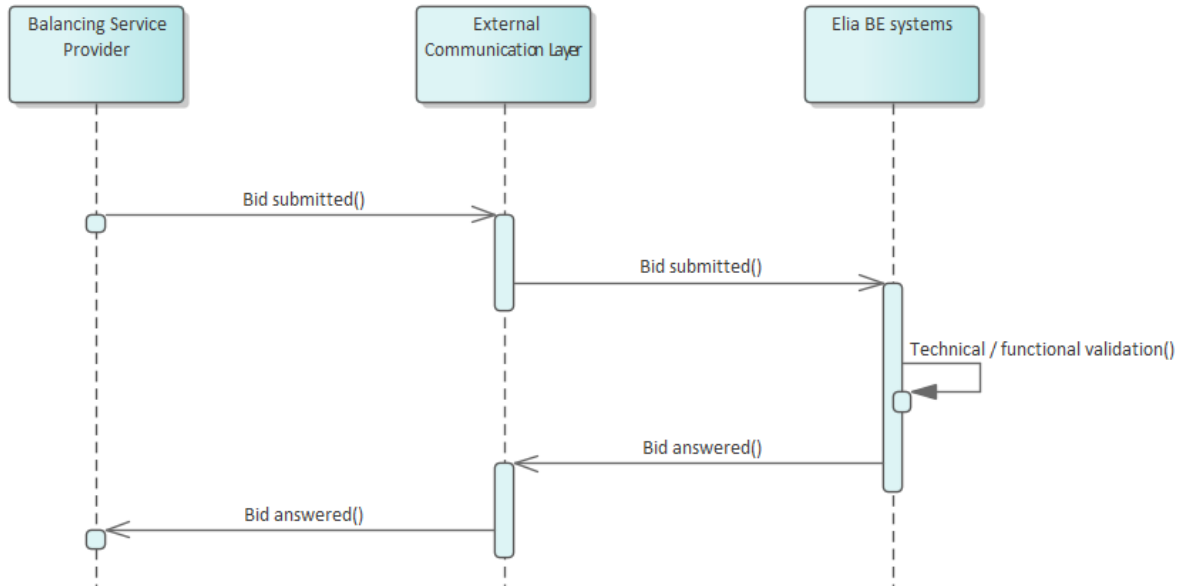 Balancing Service
Provider
External
Communication Layer
Elia BE systems
Bid submitted()
Bid submitted()
Technical / functional validation()
Bid answered()
Bid answered()